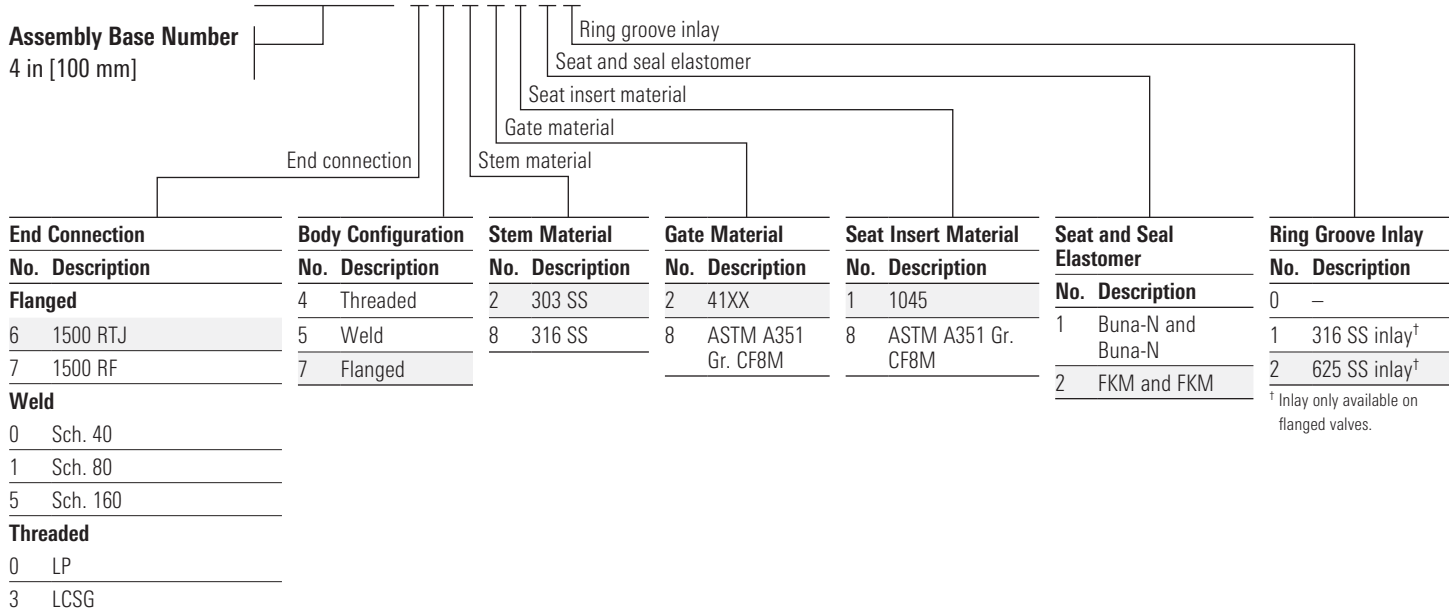 Assembly Base Number
4 in [100 mm]
Ring groove inlay
Seat and seal elastomer
Seat insert material
Gate material
End connection
Stem material
End Connection
No. Description
Flanged
6 1500 RTJ
7 1500 RF
Weld
0 Sch. 40
1 Sch. 80
5 Sch. 160
Threaded
0 LP
3 LCSG
Body Configuration
No. Description
4 Threaded
5 Weld
7 Flanged
Stem Material
No. Description
2 303 SS
8 316 SS
Gate Material
No. Description
2 41XX
8 ASTM A351
Gr. CF8M
Seat Insert Material
No. Description
1 1045
8 ASTM A351 Gr.
CF8M
Seat and Seal
Elastomer
No. Description
1 Buna-N and
Buna-N
2 FKM and FKM
Ring Groove Inlay
No. Description
0 –
1 316 SS inlay†
2 625 SS inlay†
† Inlay only available on
flanged valves.